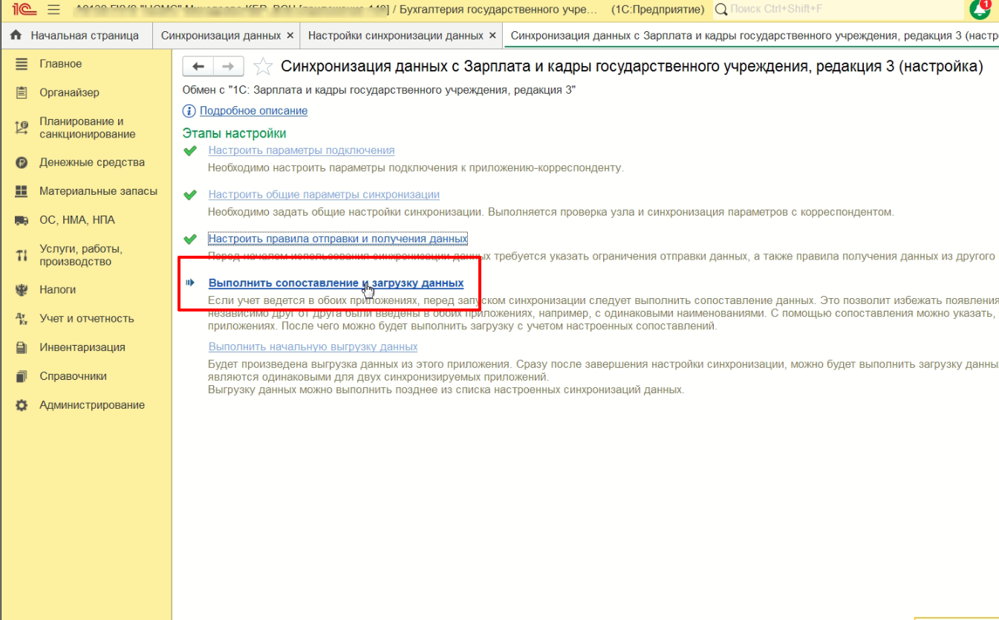 / Бухгалтерия государственного учре... (1С:Предприятие) Поиск Ctrl+Shift+F 1
Начальная страница Синхронизация данных × Настройки синхронизации данных × Синхронизация данных с Зарплата и кадры государственного учреждения, редакция 3 (настр
Главное
Органайзер
Планирование и
санкционирование
Денежные средства
Материальные запасы
ОС, НМА, НПА
Услуги, работы,
производство
Налоги
Учет и отчетность
Инвентаризация
Справочники
Администрирование
Синхронизация данных с Зарплата и кадры государственного учреждения, редакция 3 (настройка)
Обмен с "1С: Зарплата и кадры государственного учреждения, редакция 3"
Подробное описание
Этапы настройки
Настроить параметры подключения
Необходимо настроить параметры подключения к приложению-корреспонденту.
Настроить общие параметры синхронизации
Необходимо задать общие настройки синхронизации. Выполняется проверка узла и синхронизация параметров с корреспондентом.
Настроить правила отправки и получения данных
Перед началом использования синхронизации данных требуется указать ограничения отправки данных, а также правила получения данных из другого
Выполнить сопоставление и загрузку данных
Если учет ведется в обоих приложениях, перед запуском синхронизации следует выполнить сопоставление данных. Это позволит избежать появления
независимо друг от друга были введены в обоих приложениях, например, с одинаковыми наименованиями. С помощью сопоставления можно указать,
приложениях. После чего можно будет выполнить загрузку с учетом настроенных сопоставлений.
Выполнить начальную выгрузку данных
Будет произведена выгрузка данных из этого приложения. Сразу после завершения настройки синхронизации, можно будет выполнить загрузку данны
являются одинаковыми для двух синхронизируемых приложений.
Выгрузку данных можно выполнить позднее из списка настроенных синхронизаций данных.